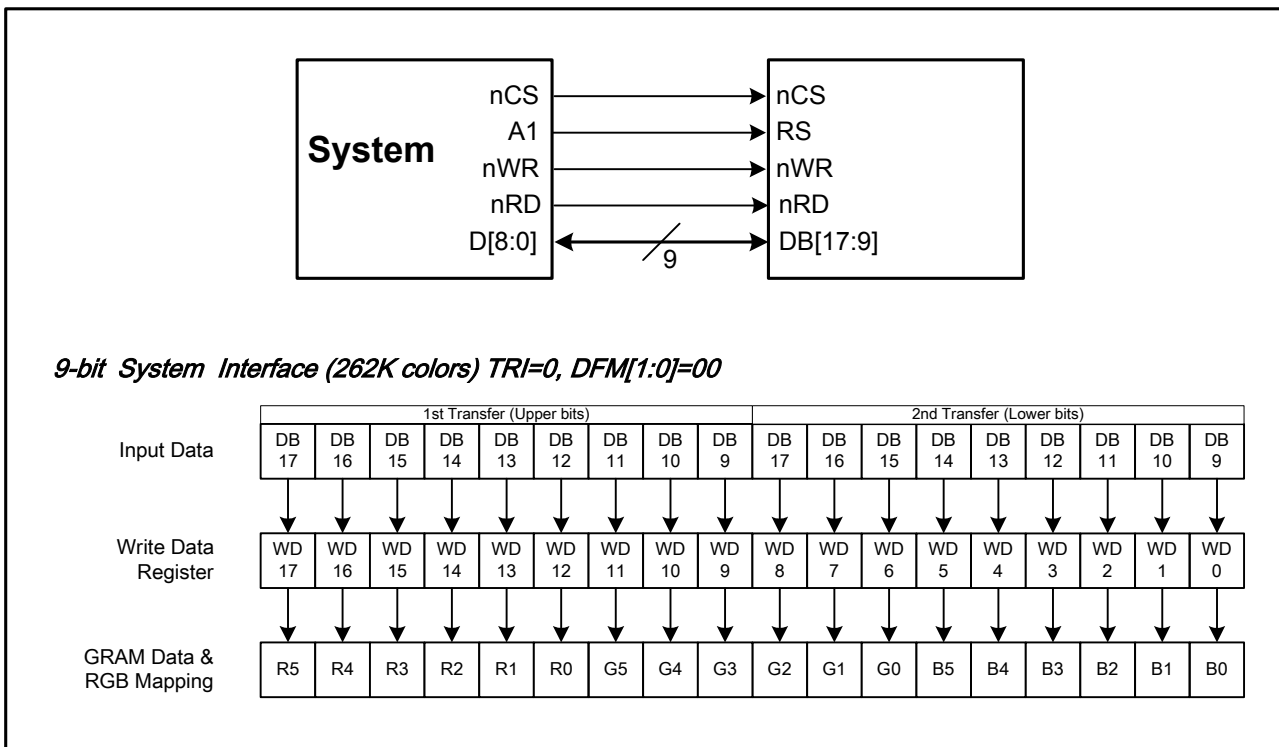 nCS
A1
nWR
nRD
D[8:0]
System
9
nCS
RS
nWR
nRD
DB[17:9]
9-bit System Interface (262K colors) TRI=0, DFM[1:0]=00
1st Transfer (Upper bits) 2nd Transfer (Lower bits)
Input Data
DB DB DB DB DB DB DB DB DB DB DB DB DB DB DB DB DB DB
17 16 15 14 13 12 11 10 9 17 16 15 14 13 12 11 10 9
Write Data
Register
WD WD WD WD WD WD WD WD WD WD WD WD WD WD WD WD WD WD
17 16 15 14 13 12 11 10 9 8 7 6 5 4 3 2 1 0
GRAM Data &
RGB Mapping
R5 R4 R3 R2 R1 R0 G5 G4 G3 G2 G1 G0 B5 B4 B3 B2 B1 B0